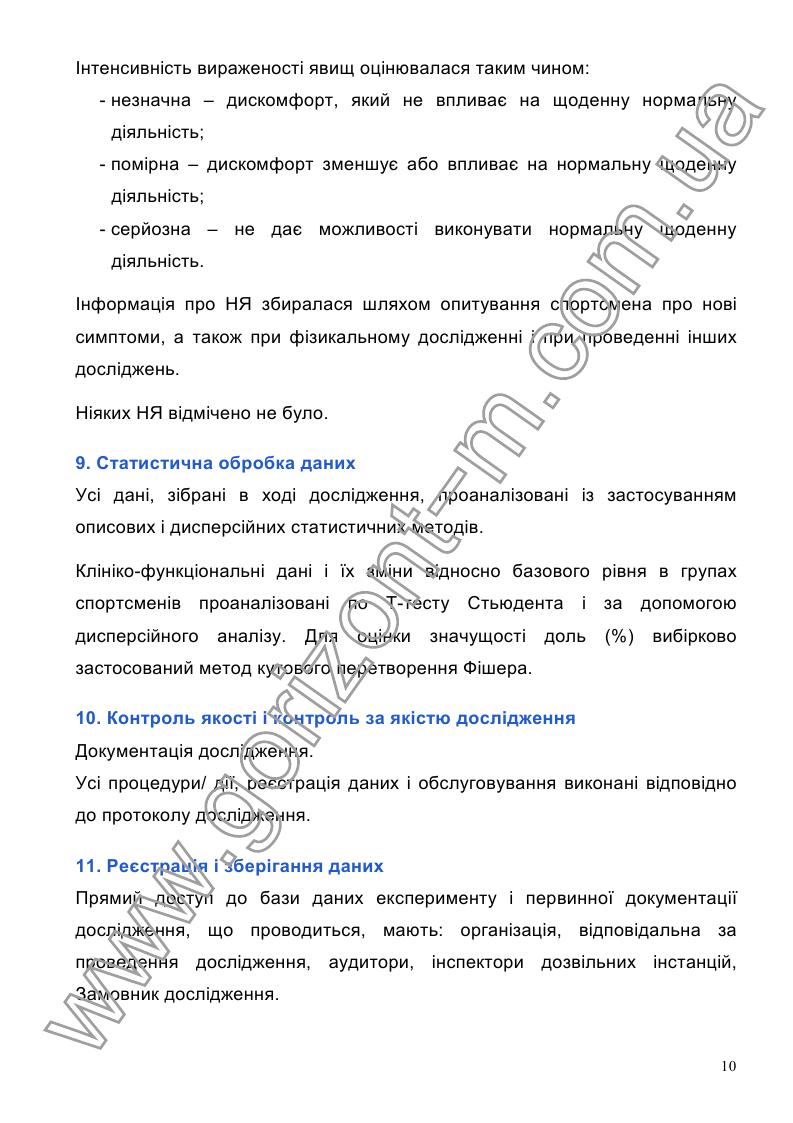 Інтенсивність вираженості явищ оцінювалася таким чином:
- незначна – дискомфорт, який не впливає на щоденну нормальну
діяльність;
- помірна – дискомфорт зменшує або впливає на нормальну щоденну
діяльність;
- серйозна – не дає можливості виконувати нормальну щоденну
діяльність.
Інформація про НЯ збиралася шляхом опитування спортсмена про нові
симптоми, а також при фізикальному дослідженні і при проведенні інших
досліджень.
Ніяких НЯ відмічено не було.
9. Статистична обробка даних
Усі дані, зібрані в ході дослідження, проаналізовані із застосуванням
описових і дисперсійних статистичних методів.
Клініко-функціональні дані і їх зміни відносно базового рівня в групах
спортсменів проаналізовані по Т-тесту Стьюдента і за допомогою
дисперсійного аналізу. Для оцінки значущості доль (%) вибірково
застосований метод кутового перетворення Фішера.
10. Контроль якості і контроль за якістю дослідження
Документація дослідження.
Усі процедури/ дії, реєстрація даних і обслуговування виконані відповідно
до протоколу дослідження.
11. Реєстрація і зберігання даних
Прямий доступ до бази даних експерименту і первинної документації
дослідження, що проводиться, мають: організація, відповідальна за
проведення дослідження, аудитори, інспектори дозвільних інстанцій,
Замовник дослідження.
10
www.gorizont-m.com.ua